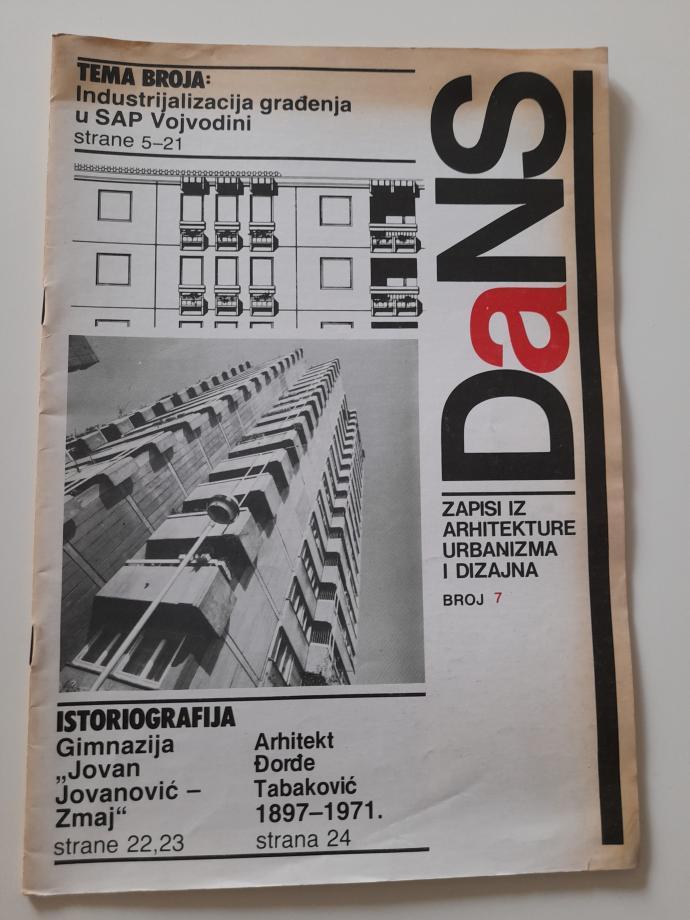 TEMA BROJA:
Industrijalizacija građenja
u SAP Vojvodini
strane 5–21
DaNS
ZAPISI IZ
ARHITEKTURE
URBANIZMA
I DIZAJNA
BROJ 7
ISTORIOGRAFIJA
Gimnazija
„Jovan
Jovanović –
Zmaj“
strane 22,23
Arhitekt
Đorđe
Tabaković
1897–1971.
strana 24